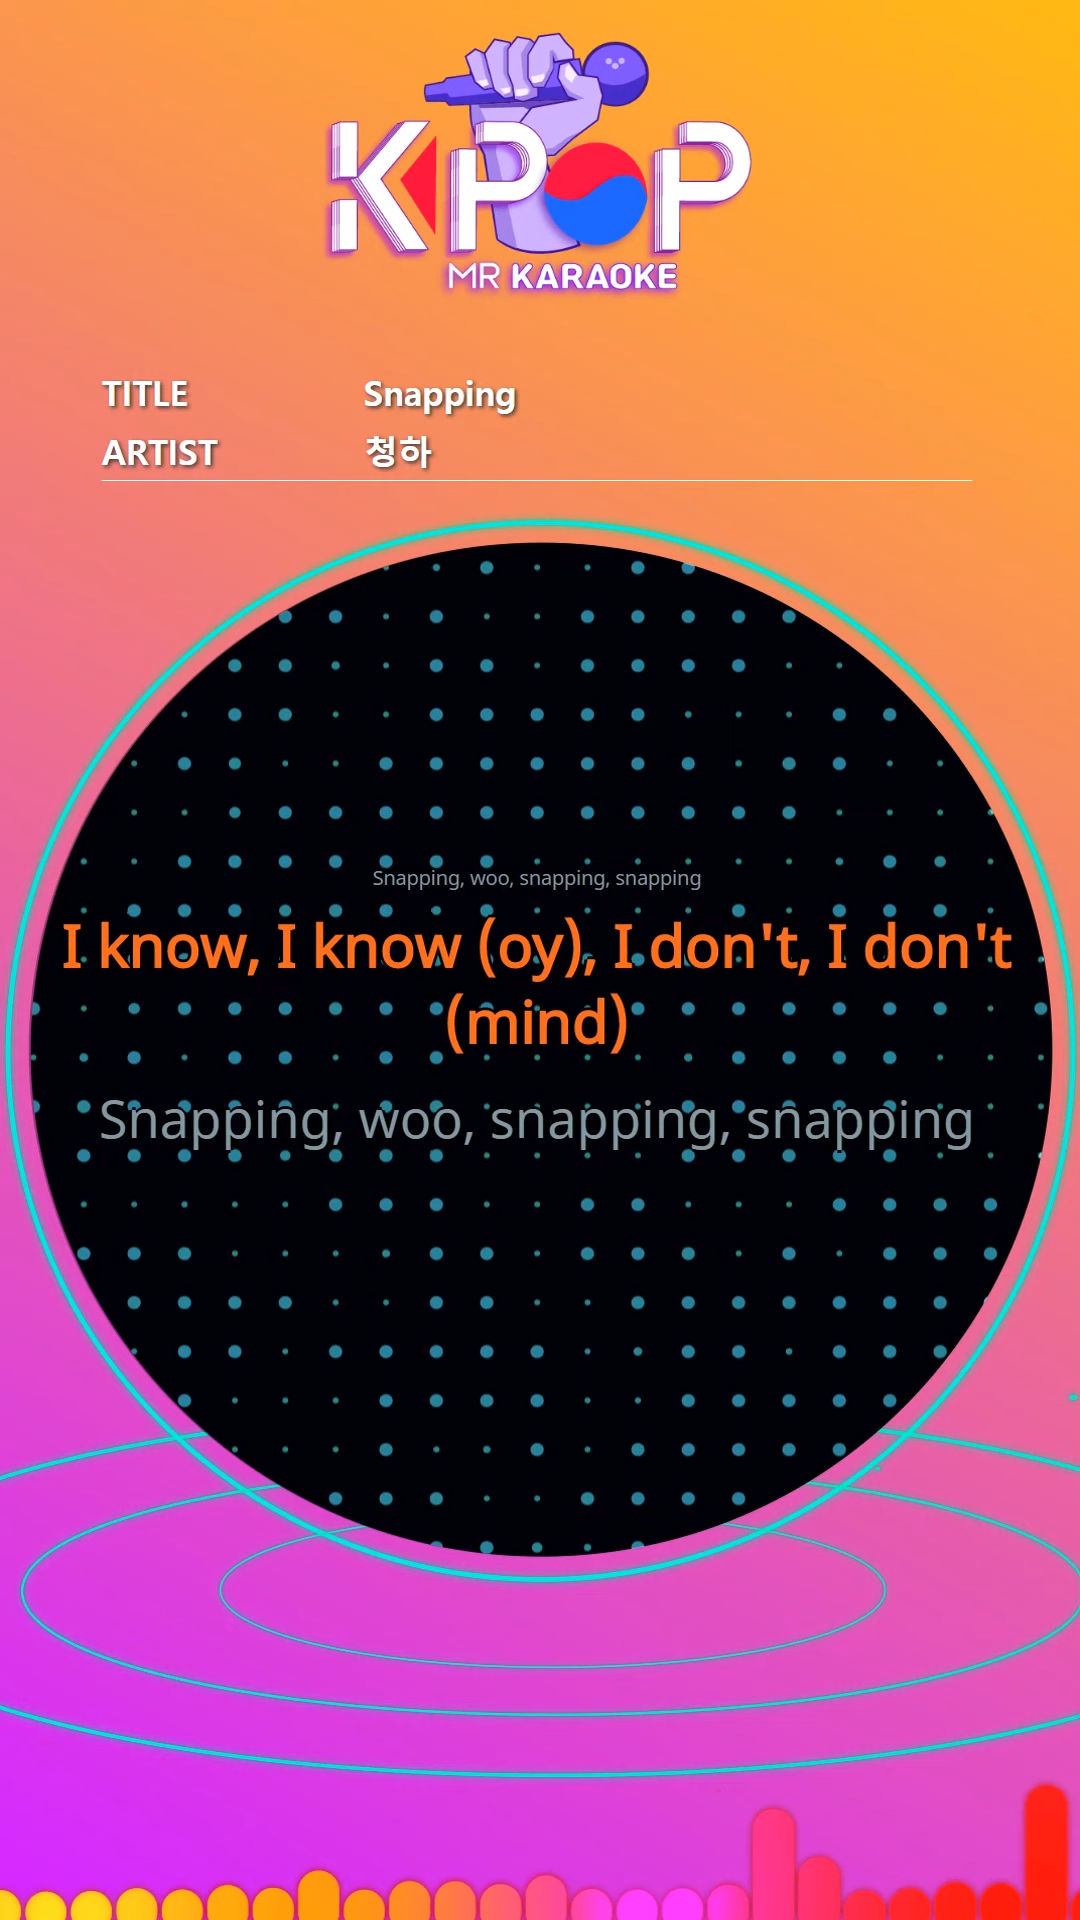 KPOP
MR KARAOKE
TITLE Snapping
ARTIST 청하
Snapping, woo, snapping, snapping
I know, I know (oy), I don't, I don't
(mind)
Snapping, woo, snapping, snapping